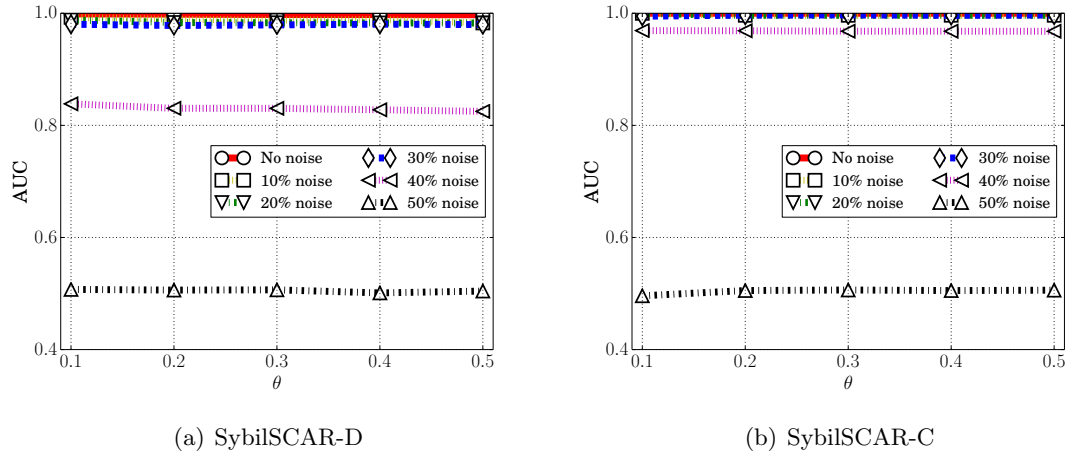 1.0
0.8
0.6
0.4
AUC
0.1 0.2 0.3 0.4 0.5
θ
No noise 30% noise
10% noise 40% noise
20% noise 50% noise
(a) SybilSCAR-D
1.0
0.8
0.6
0.4
AUC
0.1 0.2 0.3 0.4 0.5
θ
No noise 30% noise
10% noise 40% noise
20% noise 50% noise
(b) SybilSCAR-C